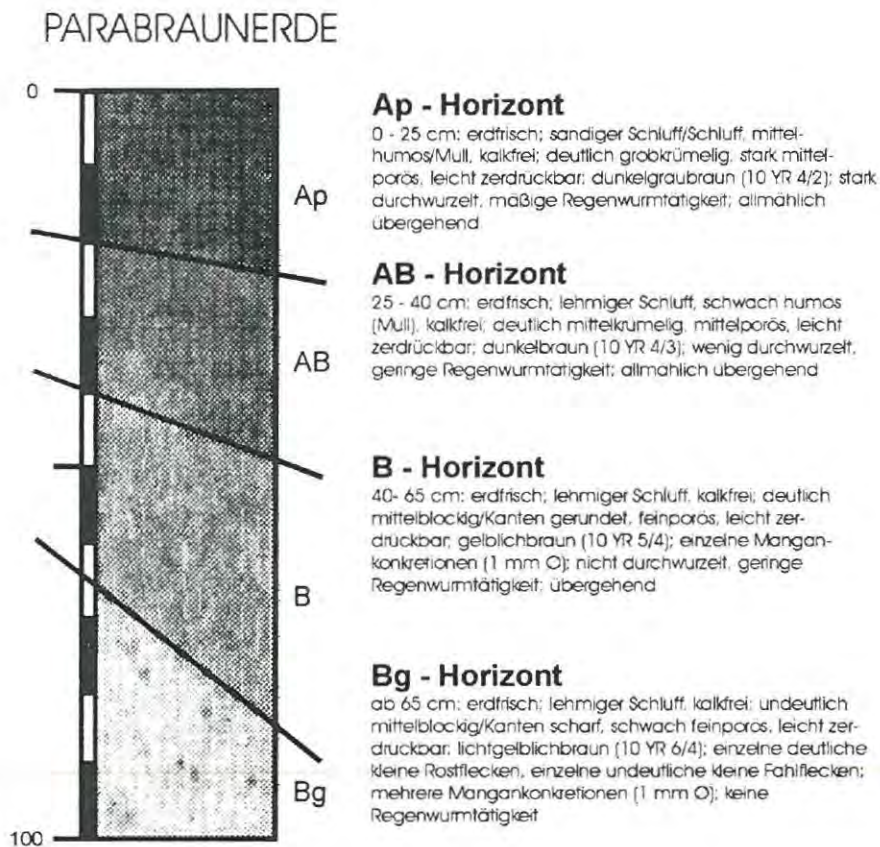 PARABRAUNERDE
0
Ap
AB
B
Bg
100
Ap - Horizont
0 - 25 cm: erdfrisch; sandiger Schluff/Schluff, mittel-
humos/Mull, kalkfrei; deutlich grobkrümelig, stark mittel-
porös, leicht zerdrückbar; dunkelgraubraun (10 YR 4/2); stark
durchwurzelt, mäßige Regenwurmtätigkeit; allmählich
übergehend
AB - Horizont
25 - 40 cm: erdfrisch; lehmiger Schluff, schwach humos
(Mull), kalkfrei; deutlich mittelkrümelig, mittelporös, leicht
zerdrückbar; dunkelbraun (10 YR 4/3); wenig durchwurzelt,
geringe Regenwurmtätigkeit; allmählich übergehend
B - Horizont
40- 65 cm: erdfrisch; lehmiger Schluff, kalkfrei; deutlich
mittelblockig/Kanten gerundet, feinporös, leicht zer-
drückbar; gelblichbraun (10 YR 5/4); einzelne Mangan-
konkretionen (1 mm O); nicht durchwurzelt, geringe
Regenwurmtätigkeit; übergehend
Bg - Horizont
ab 65 cm: erdfrisch; lehmiger Schluff, kalkfrei; undeutlich
mittelblockig/Kanten scharf, schwach feinporös, leicht zer-
drückbar; lichtgelblichbraun (10 YR 6/4); einzelne deutliche
kleine Rostflecken, einzelne undeutliche kleine Fahlflecken;
mehrere Mangankonkretionen (1 mm O); keine
Regenwurmtätigkeit